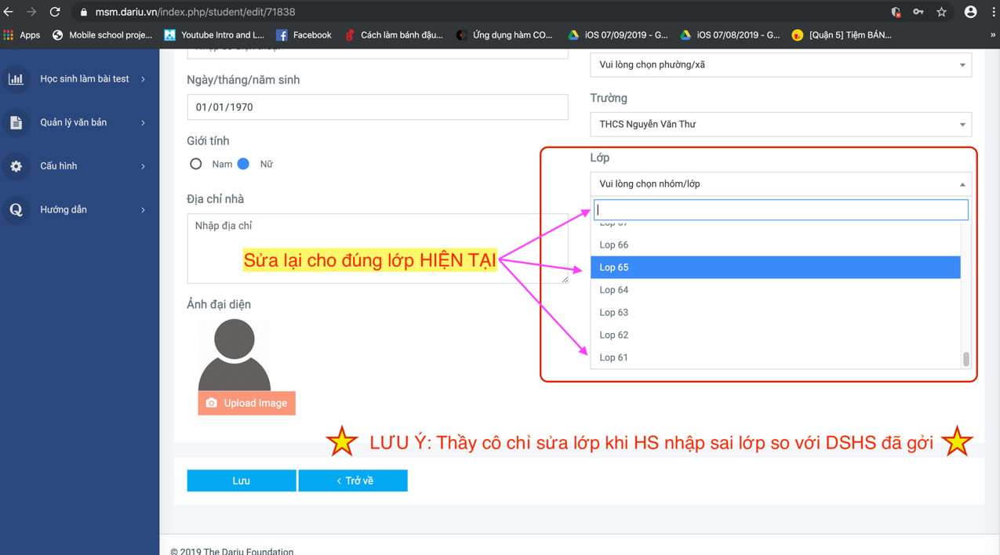 msm.dariu.vn/index.php/student/edit/71838
Apps
Mobile school proje...
Youtube Intro and L...
Facebook
Cách làm bánh đậu...
Ứng dụng hàm CO...
iOS 07/09/2019 - G...
iOS 07/08/2019 - G...
[Quận 5] Tiệm BÁN...
»
Học sinh làm bài test
Quản lý văn bản
Cấu hình
Hướng dẫn
Nhập số điện thoại
Ngày/tháng/năm sinh
01/01/1970
Giới tính
Nam Nữ
Địa chỉ nhà
Nhập địa chỉ
Sửa lại cho đúng lớp HIỆN TẠI
Ảnh đại diện
Upload Image
Vui lòng chọn phường/xã
Trường
THCS Nguyễn Văn Thư
Lớp
Vui lòng chọn nhóm/lớp
Lop 67
Lop 66
Lop 65
Lop 64
Lop 63
Lop 62
Lop 61
LƯU Ý: Thầy cô chỉ sửa lớp khi HS nhập sai lớp so với DSHS đã gởi
Lưu
‹ Trở về
© 2019 The Dariu Foundation